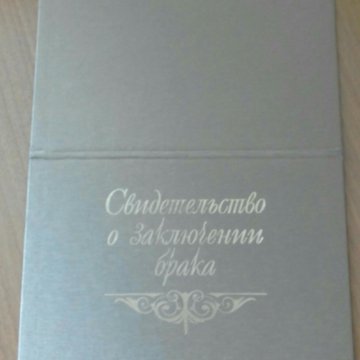 Свидетельство
о заключении
брака